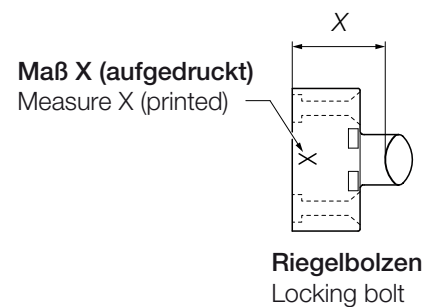 X
Maß X (aufgedruckt)
Measure X (printed)
X
Riegelbolzen
Locking bolt